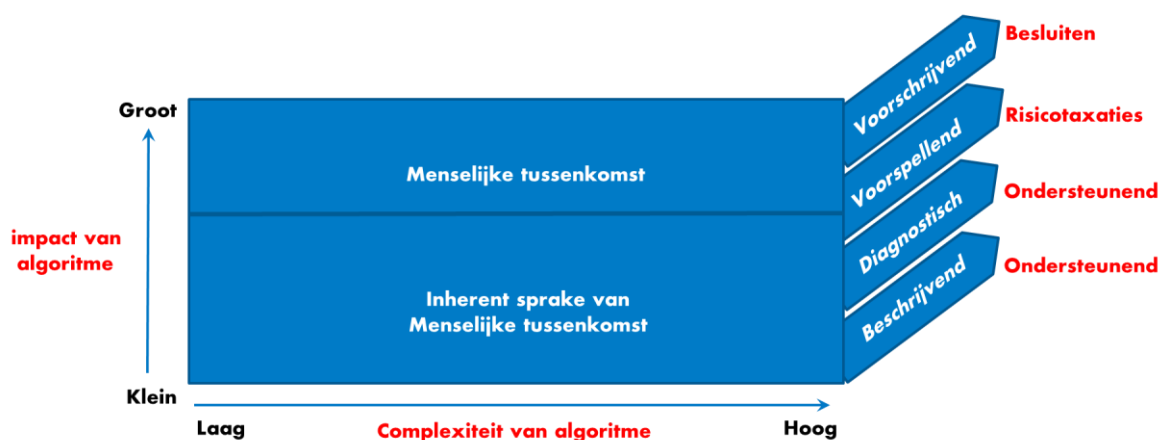 Besluiten
Voorschrijvend
Groot
Risicotaxaties
Voorspellend
Menselijke tussenkomst
Ondersteunend
Diagnostisch
impact van
algoritme
Ondersteunend
Beschrijvend
Inherent sprake van
Menselijke tussenkomst
Klein
Laag
Complexiteit van algoritme
Hoog